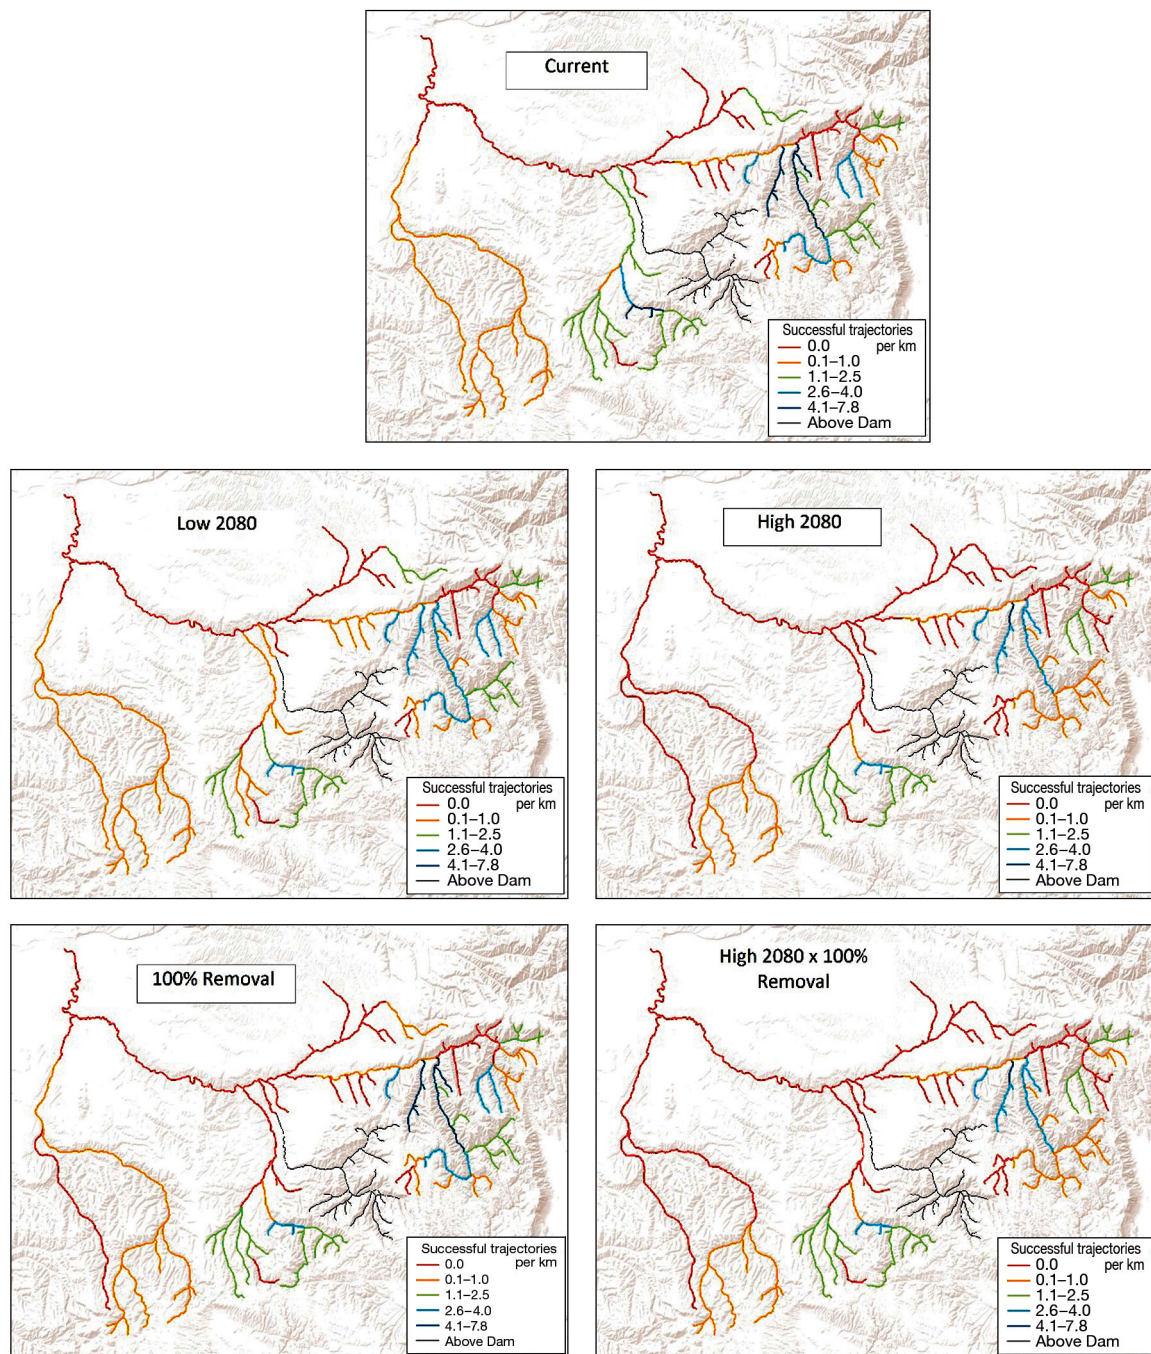 Current
Successful trajectories
0.0 per km
0.1–1.0
1.1–2.5
2.6–4.0
4.1–7.8
Above Dam
Low 2080
Successful trajectories
0.0 per km
0.1–1.0
1.1–2.5
2.6–4.0
4.1–7.8
Above Dam
High 2080
Successful trajectories
0.0 per km
0.1–1.0
1.1–2.5
2.6–4.0
4.1–7.8
Above Dam
100% Removal
Successful trajectories
0.0 per km
0.1–1.0
1.1–2.5
2.6–4.0
4.1–7.8
Above Dam
High 2080 x 100%
Removal
Successful trajectories
0.0 per km
0.1–1.0
1.1–2.5
2.6–4.0
4.1–7.8
Above Dam